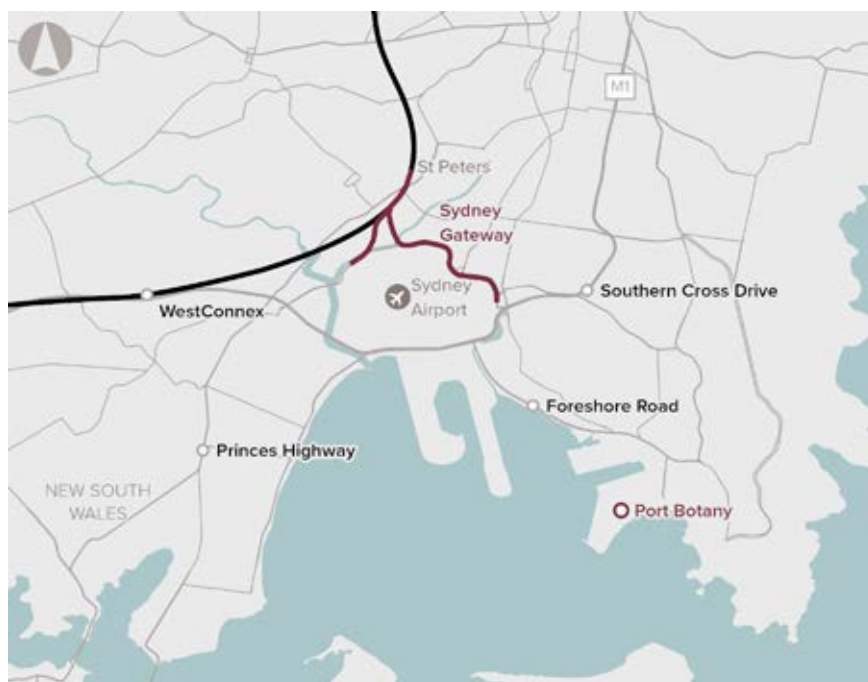 M1
St Peters
Sydney
Gateway
Sydney
Airport
Southern Cross Drive
WestConnex
Foreshore Road
Princes Highway
NEW SOUTH
WALES
Port Botany